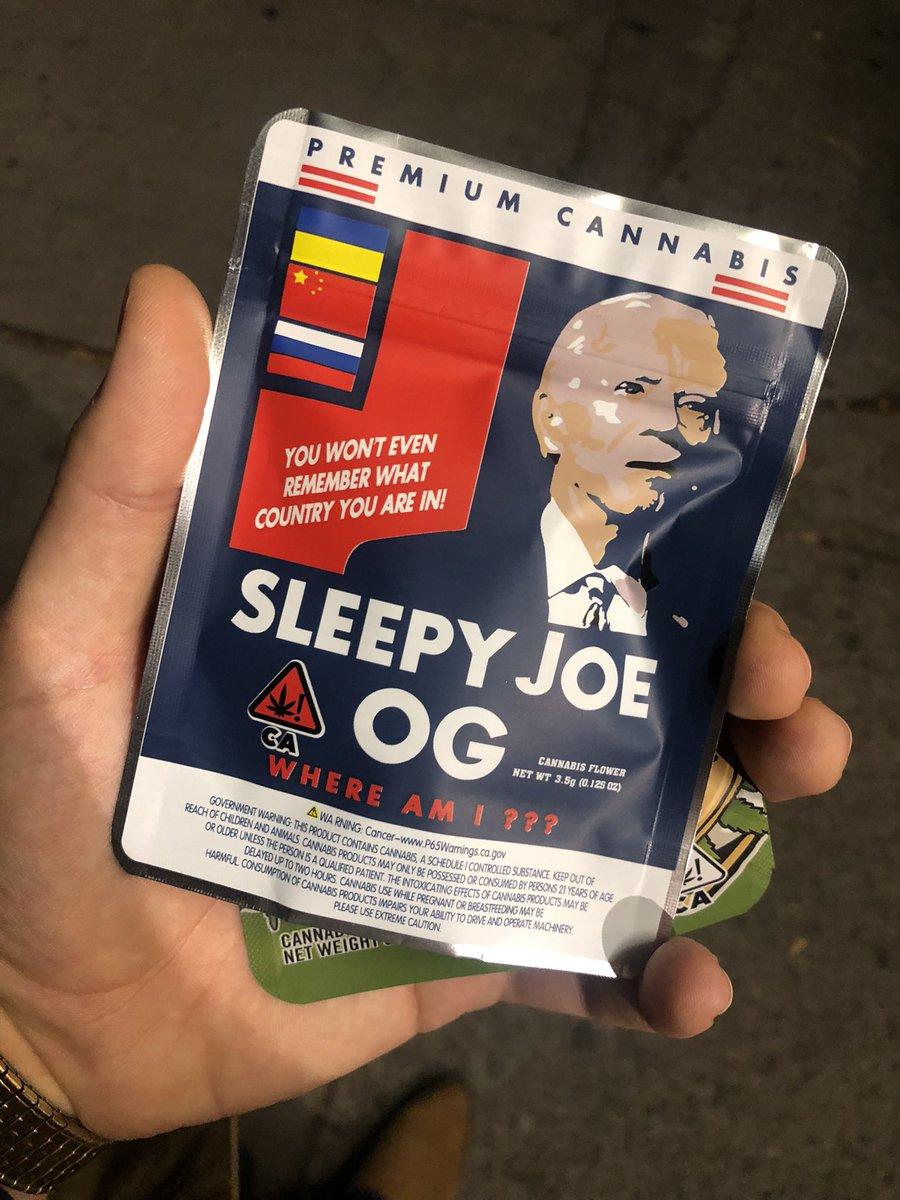 PREMIUM CANNABIS
YOU WON'T EVEN
REMEMBER WHAT
COUNTRY YOU ARE IN!
SLEEPY JOE
OG
CA
CANNABIS FLOWER
NET WT 3.5g (0.125 OZ)
WHERE AM I ???
WA RNING: Cancer-www.P65Warnings.ca.gov
GOVERNMENT WARNING: THIS PRODUCT CONTAINS CANNABIS, A SCHEDULE I CONTROLLED SUBSTANCE. KEEP OUT OF
REACH OF CHILDREN AND ANIMALS. CANNABIS PRODUCTS MAY ONLY BE POSSESSED OR CONSUMED BY PERSONS 21 YEARS OF AGE
OR OLDER UNLESS THE PERSON IS A QUALIFIED PATIENT. THE INTOXICATING EFFECTS OF CANNABIS PRODUCTS MAY BE
DELAYED UP TO TWO HOURS. CANNABIS USE WHILE PREGNANT OR BREASTFEEDING MAY BE
HARMFUL. CONSUMPTION OF CANNABIS PRODUCTS IMPAIRS YOUR ABILITY TO DRIVE AND OPERATE MACHINERY.
PLEASE USE EXTREME CAUTION.
CA
NET WEIGHT